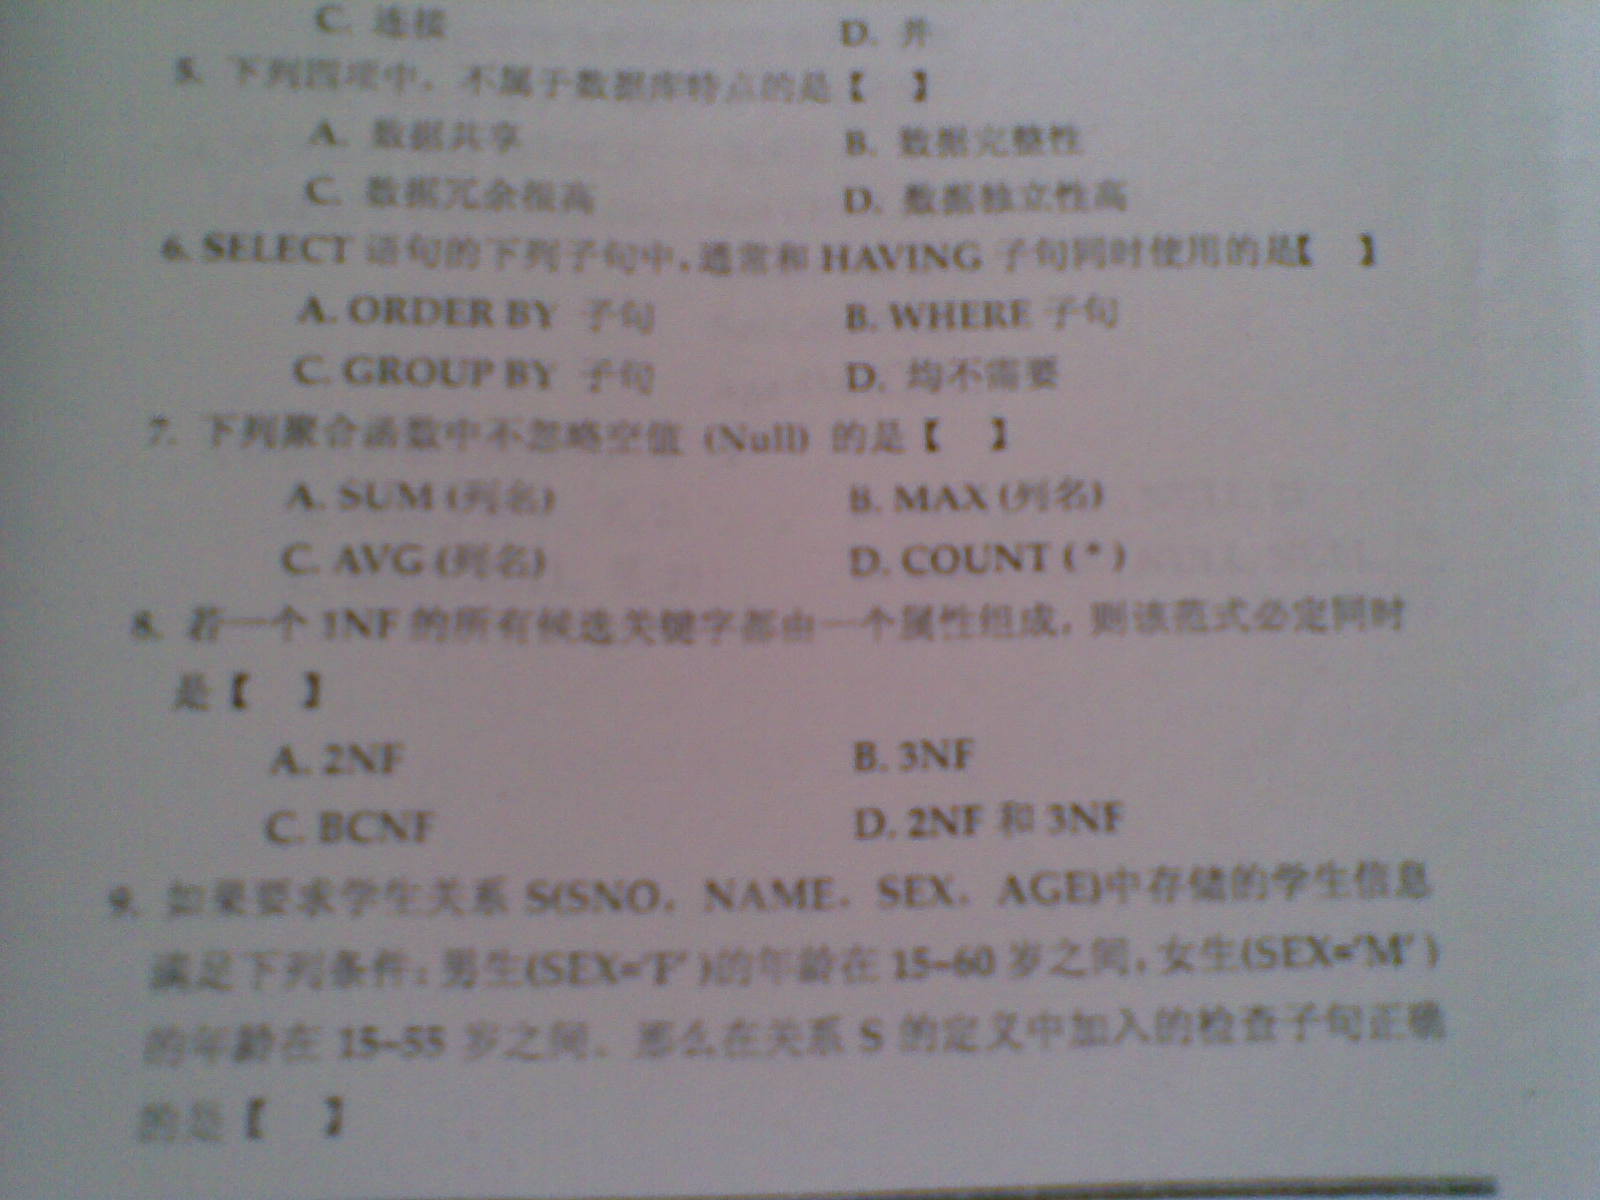 C. 连接 D. 并
5. 下列四项中，不属于数据库特点的是【 】
A. 数据共享 B. 数据完整性
C. 数据冗余很高 D. 数据独立性高
6. SELECT 语句的下列子句中，通常和 HAVING 子句同时使用的是【 】
A. ORDER BY 子句 B. WHERE 子句
C. GROUP BY 子句 D. 均不需要
7. 下列聚合函数中不忽略空值 (Null) 的是【 】
A. SUM (列名) B. MAX (列名)
C. AVG (列名) D. COUNT ( * )
8. 若一个 1NF 的所有候选关键字都由一个属性组成，则该范式必定同时
是【 】
A. 2NF B. 3NF
C. BCNF D. 2NF 和 3NF
9. 如果要求学生关系 S(SNO，NAME，SEX，AGE)中存储的学生信息
满足下列条件：男生(SEX='F' )的年龄在 15–60 岁之间，女生(SEX='M' )
的年龄在 15–55 岁之间。那么在关系 S 的定义中加入的检查子句正确
的是【 】